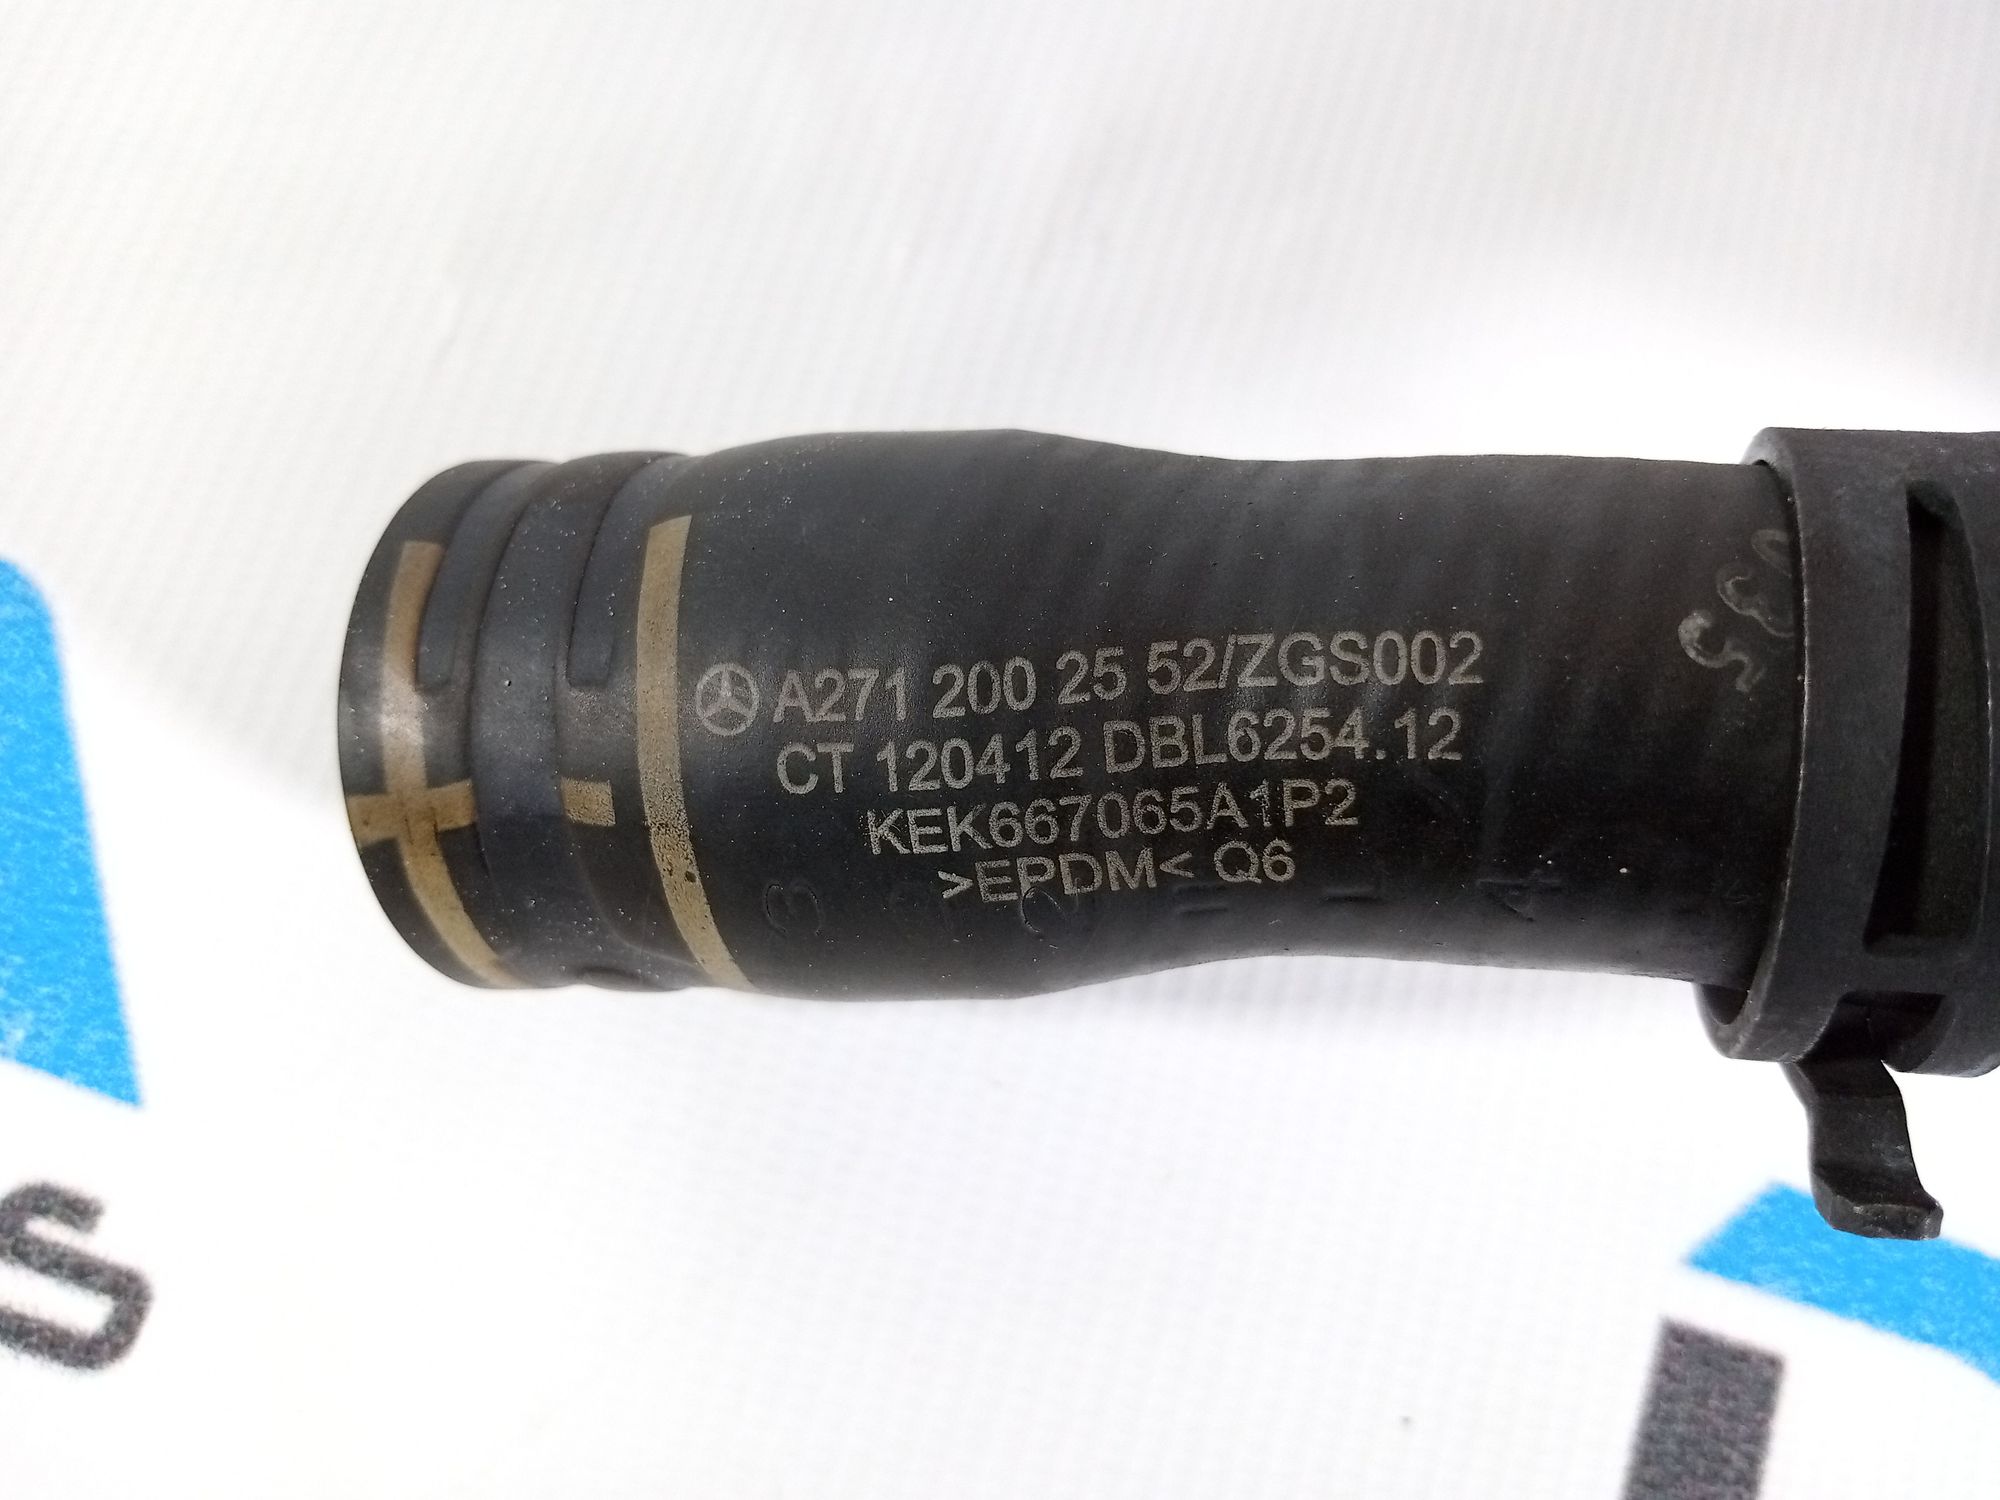 A271 200 25 52/ZGS002
CT 120412 DBL6254.12
KEK667065A1P2
>EPDM< Q6
S